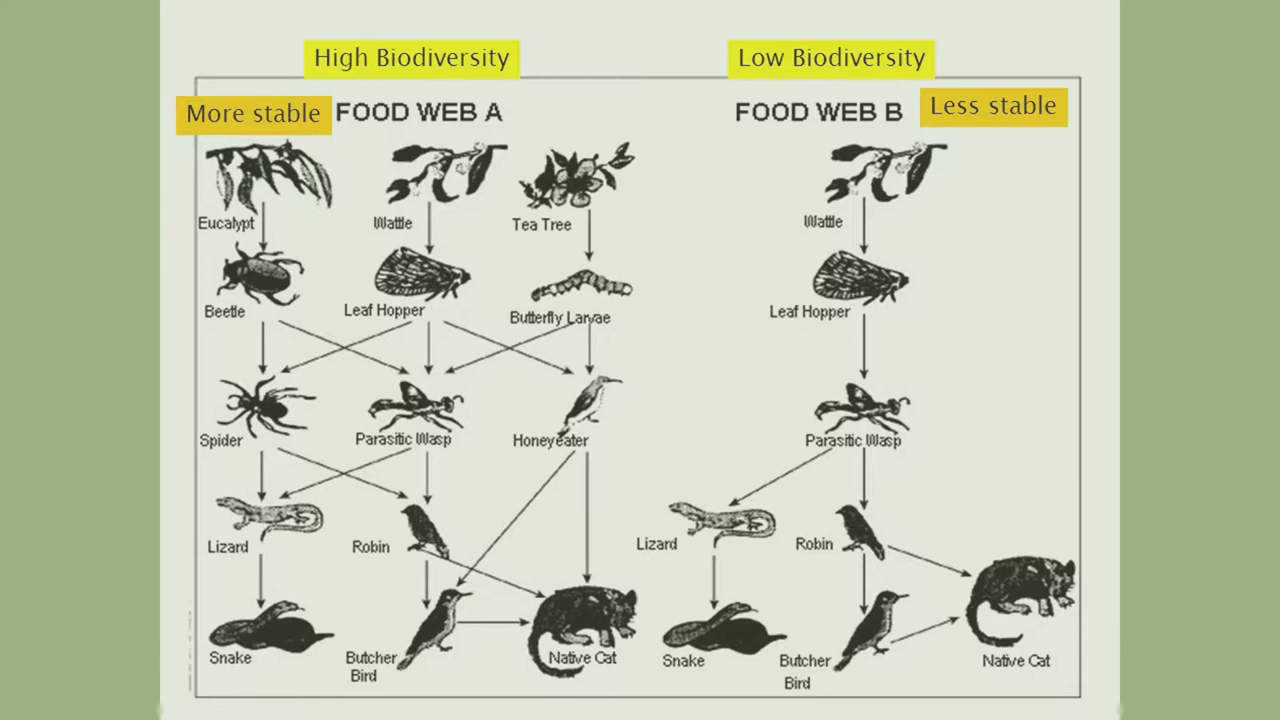 High Biodiversity
Low Biodiversity
More stable
FOOD WEB A
FOOD WEB B
Less stable
Eucalypt
Wattle
Tea Tree
Wattle
Beetle
Leaf Hopper
Butterfly Larvae
Leaf Hopper
Spider
Parasitic Wasp
Honeyeater
Parasitic Wasp
Lizard
Robin
Lizard
Robin
Snake
Butcher
Bird
Native Cat
Snake
Butcher
Bird
Native Cat